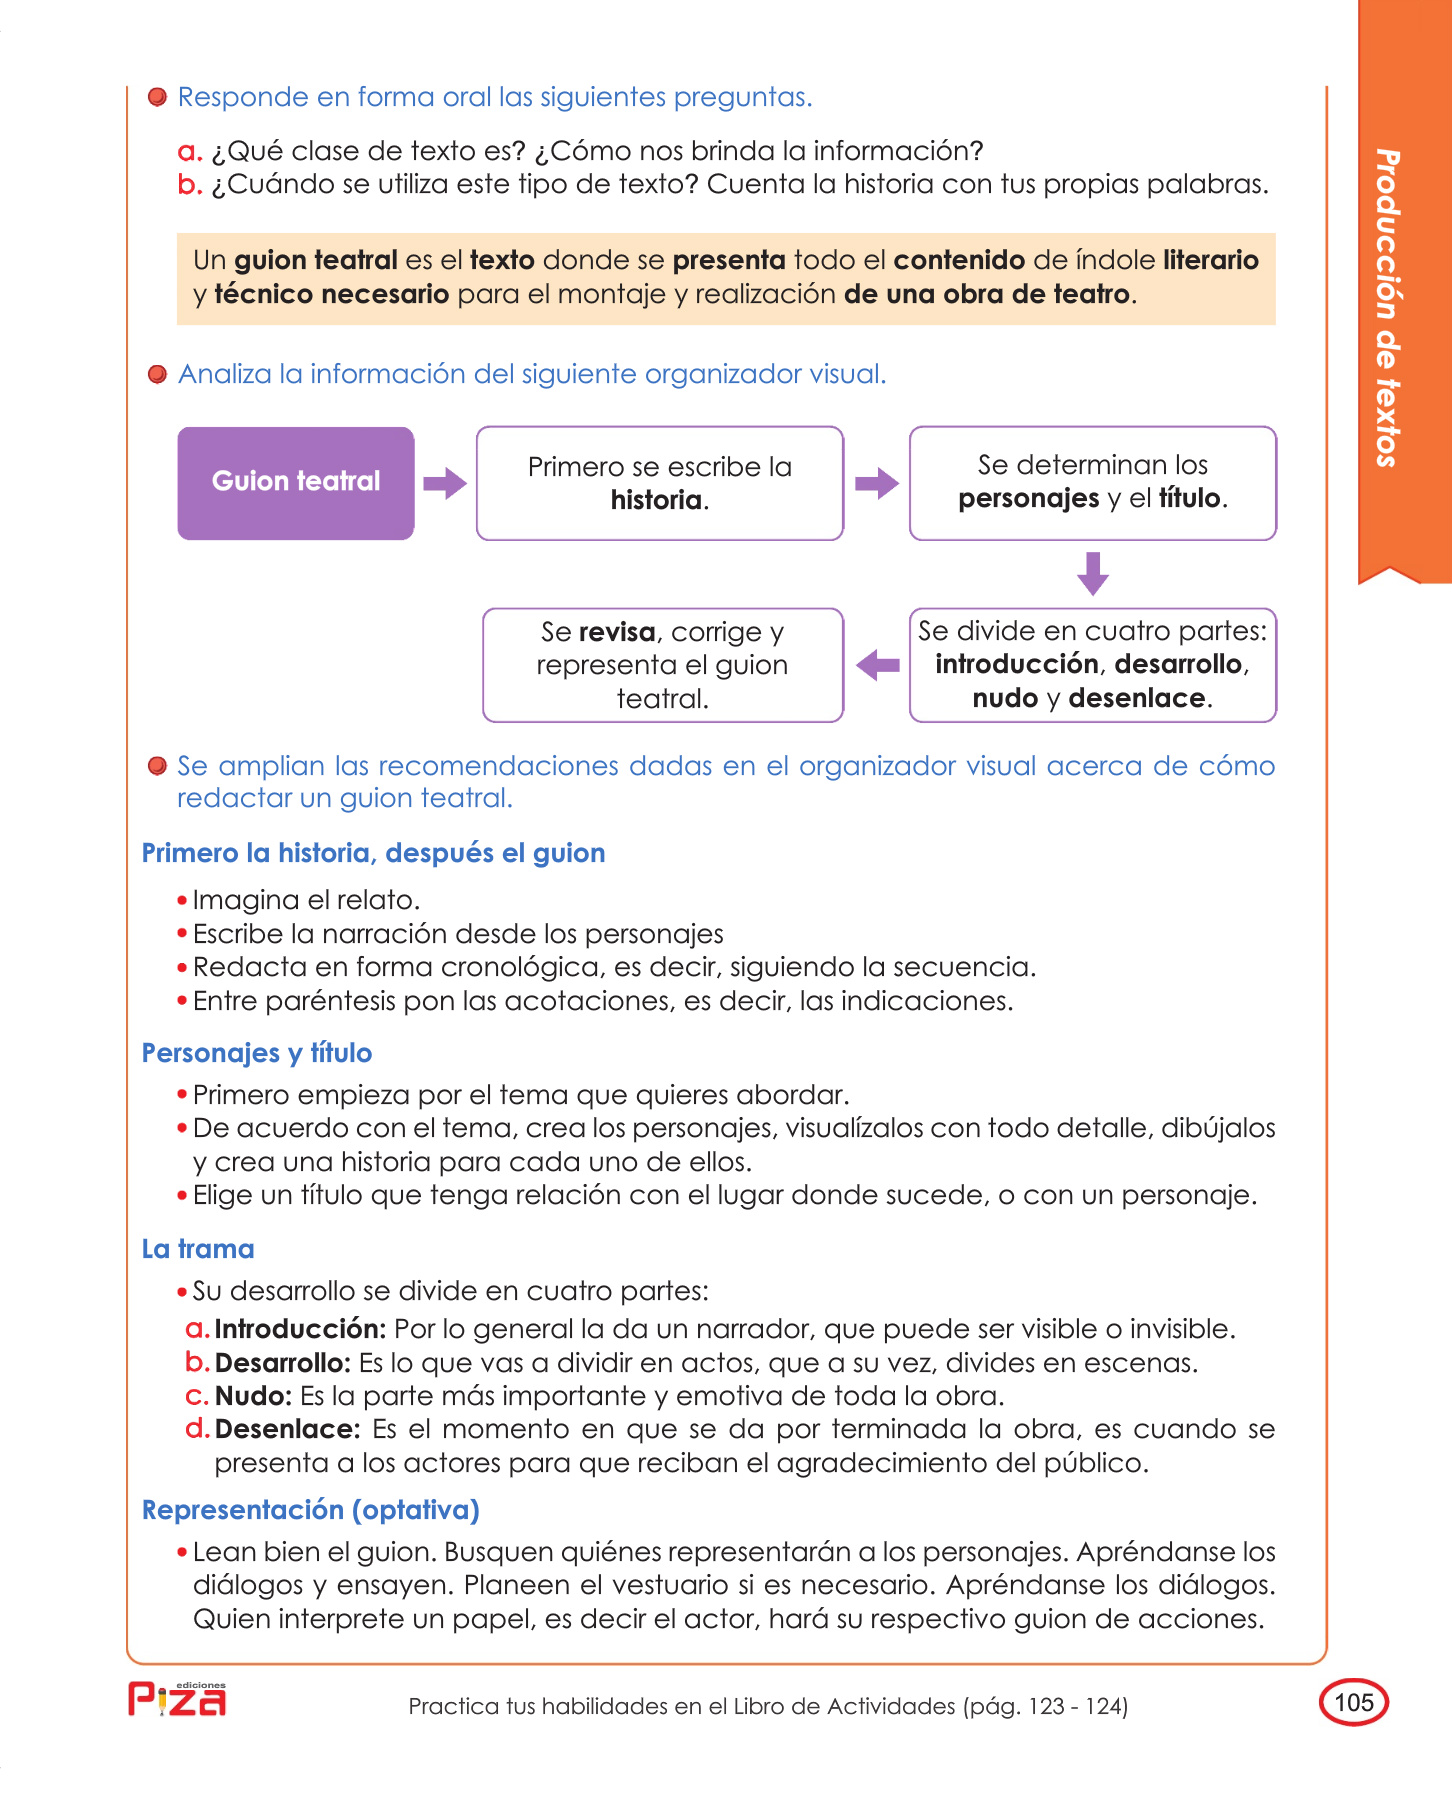 Responde en forma oral las siguientes preguntas.
a. ¿Qué clase de texto es? ¿Cómo nos brinda la información?
b. ¿Cuándo se utiliza este tipo de texto? Cuenta la historia con tus propias palabras.
Un guion teatral es el texto donde se presenta todo el contenido de índole literario
y técnico necesario para el montaje y realización de una obra de teatro.
Analiza la información del siguiente organizador visual.
Guion teatral
Primero se escribe la
historia.
Se determinan los
personajes y el título.
Se divide en cuatro partes:
introducción, desarrollo,
nudo y desenlace.
Se revisa, corrige y
representa el guion
teatral.
Se amplian las recomendaciones dadas en el organizador visual acerca de cómo
redactar un guion teatral.
Primero la historia, después el guion
• Imagina el relato.
• Escribe la narración desde los personajes
• Redacta en forma cronológica, es decir, siguiendo la secuencia.
• Entre paréntesis pon las acotaciones, es decir, las indicaciones.
Personajes y título
• Primero empieza por el tema que quieres abordar.
• De acuerdo con el tema, crea los personajes, visualízalos con todo detalle, dibújalos
y crea una historia para cada uno de ellos.
• Elige un título que tenga relación con el lugar donde sucede, o con un personaje.
La trama
• Su desarrollo se divide en cuatro partes:
a. Introducción: Por lo general la da un narrador, que puede ser visible o invisible.
b. Desarrollo: Es lo que vas a dividir en actos, que a su vez, divides en escenas.
c. Nudo: Es la parte más importante y emotiva de toda la obra.
d. Desenlace: Es el momento en que se da por terminada la obra, es cuando se
presenta a los actores para que reciban el agradecimiento del público.
Representación (optativa)
• Lean bien el guion. Busquen quiénes representarán a los personajes. Apréndanse los
diálogos y ensayen. Planeen el vestuario si es necesario. Apréndanse los diálogos.
Quien interprete un papel, es decir el actor, hará su respectivo guion de acciones.
Producción de textos
ediciones
Piza
Practica tus habilidades en el Libro de Actividades (pág. 123 - 124)
105